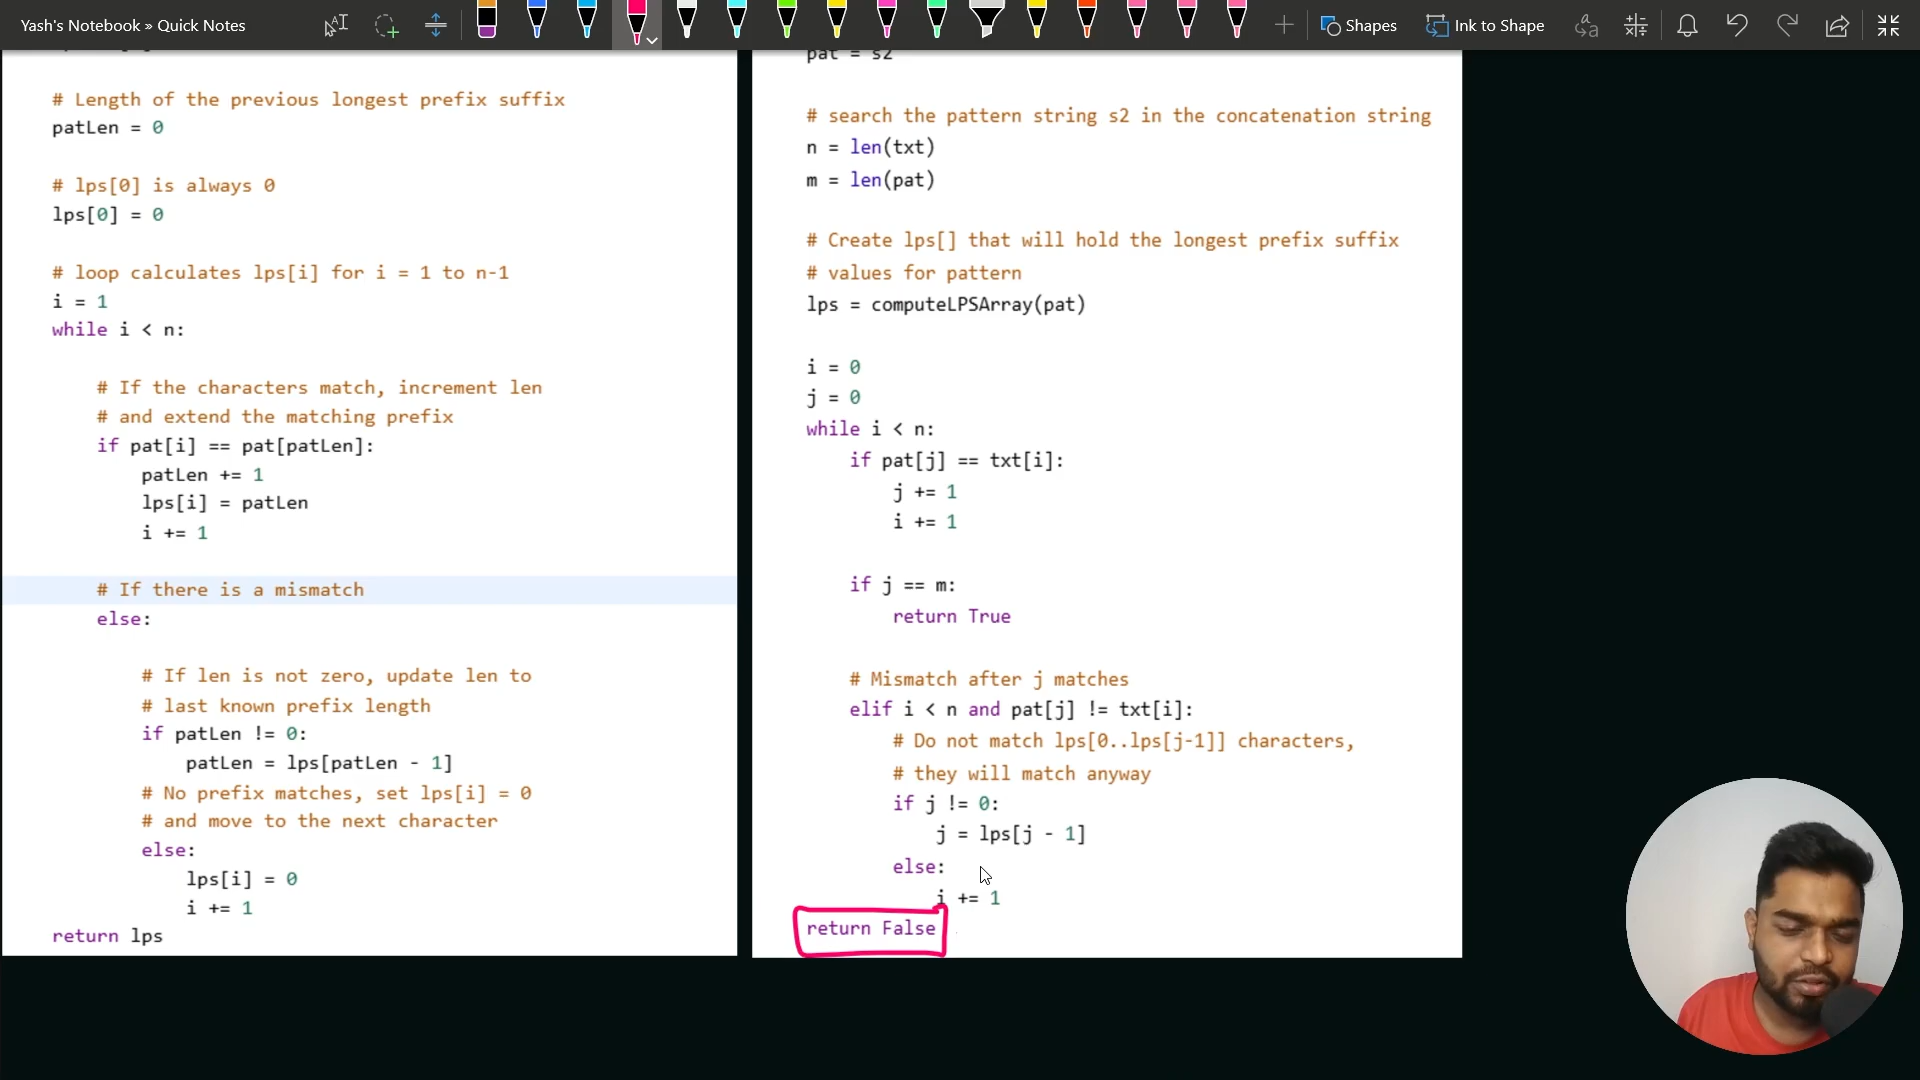 Yash's Notebook » Quick Notes
Shapes
Ink to Shape
# Length of the previous longest prefix suffix
patLen = 0
# lps[0] is always 0
lps[0] = 0
# loop calculates lps[i] for i = 1 to n-1
i = 1
while i < n:
# If the characters match, increment len
# and extend the matching prefix
if pat[i] == pat[patLen]:
patLen += 1
lps[i] = patLen
i += 1
# If there is a mismatch
else:
# If len is not zero, update len to
# last known prefix length
if patLen != 0:
patLen = lps[patLen - 1]
# No prefix matches, set lps[i] = 0
# and move to the next character
else:
lps[i] = 0
i += 1
return lps
pat = s2
# search the pattern string s2 in the concatenation string
n = len(txt)
m = len(pat)
# Create lps[] that will hold the longest prefix suffix
# values for pattern
lps = computeLPSArray(pat)
i = 0
j = 0
while i < n:
if pat[j] == txt[i]:
j += 1
i += 1
if j == m:
return True
# Mismatch after j matches
elif i < n and pat[j] != txt[i]:
# Do not match lps[0..lps[j-1]] characters,
# they will match anyway
if j != 0:
j = lps[j - 1]
else:
i += 1
return False